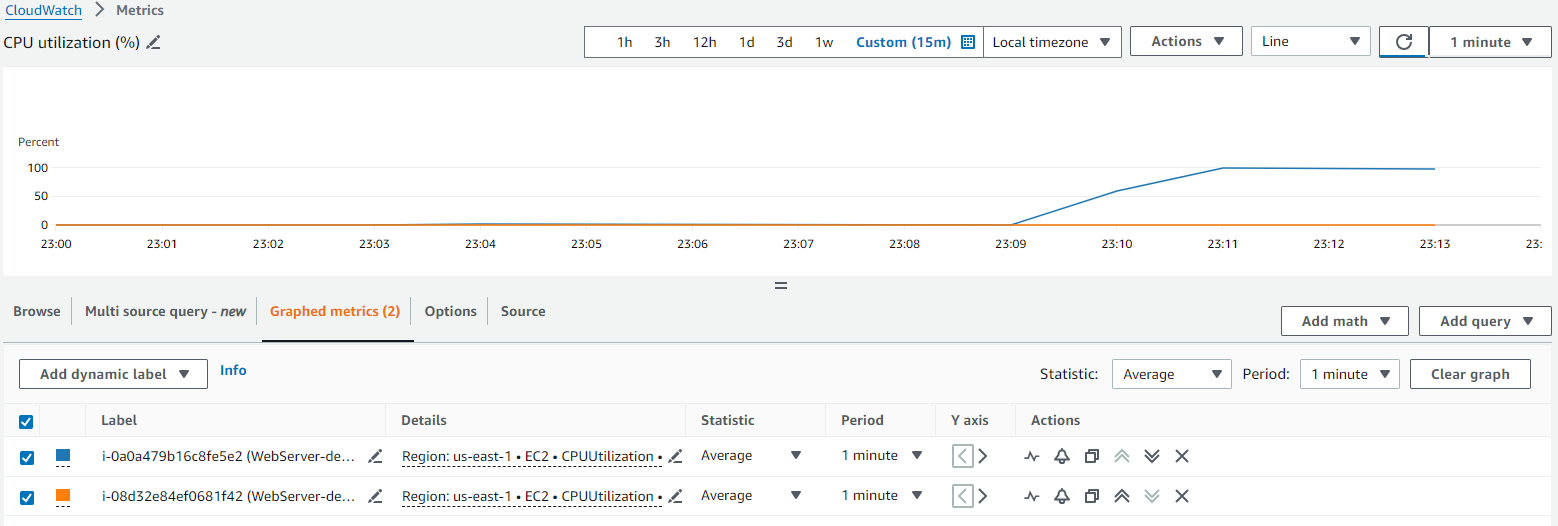 CloudWatch > Metrics
CPU utilization (%)
1h 3h 12h 1d 3d 1w Custom (15m) Local timezone Actions Line 1 minute
Percent
100
50
0
23:00 23:01 23:02 23:03 23:04 23:05 23:06 23:07 23:08 23:09 23:10 23:11 23:12 23:13 23:
Browse Multi source query - new Graphed metrics (2) Options Source
Add math Add query
Add dynamic label Info Statistic: Average Period: 1 minute Clear graph
Label Details Statistic Period Y axis Actions
i-0a0a479b16c8fe5e2 (WebServer-de... Region: us-east-1 • EC2 • CPUUtilization • Average 1 minute
i-08d32e84ef0681f42 (WebServer-de... Region: us-east-1 • EC2 • CPUUtilization • Average 1 minute